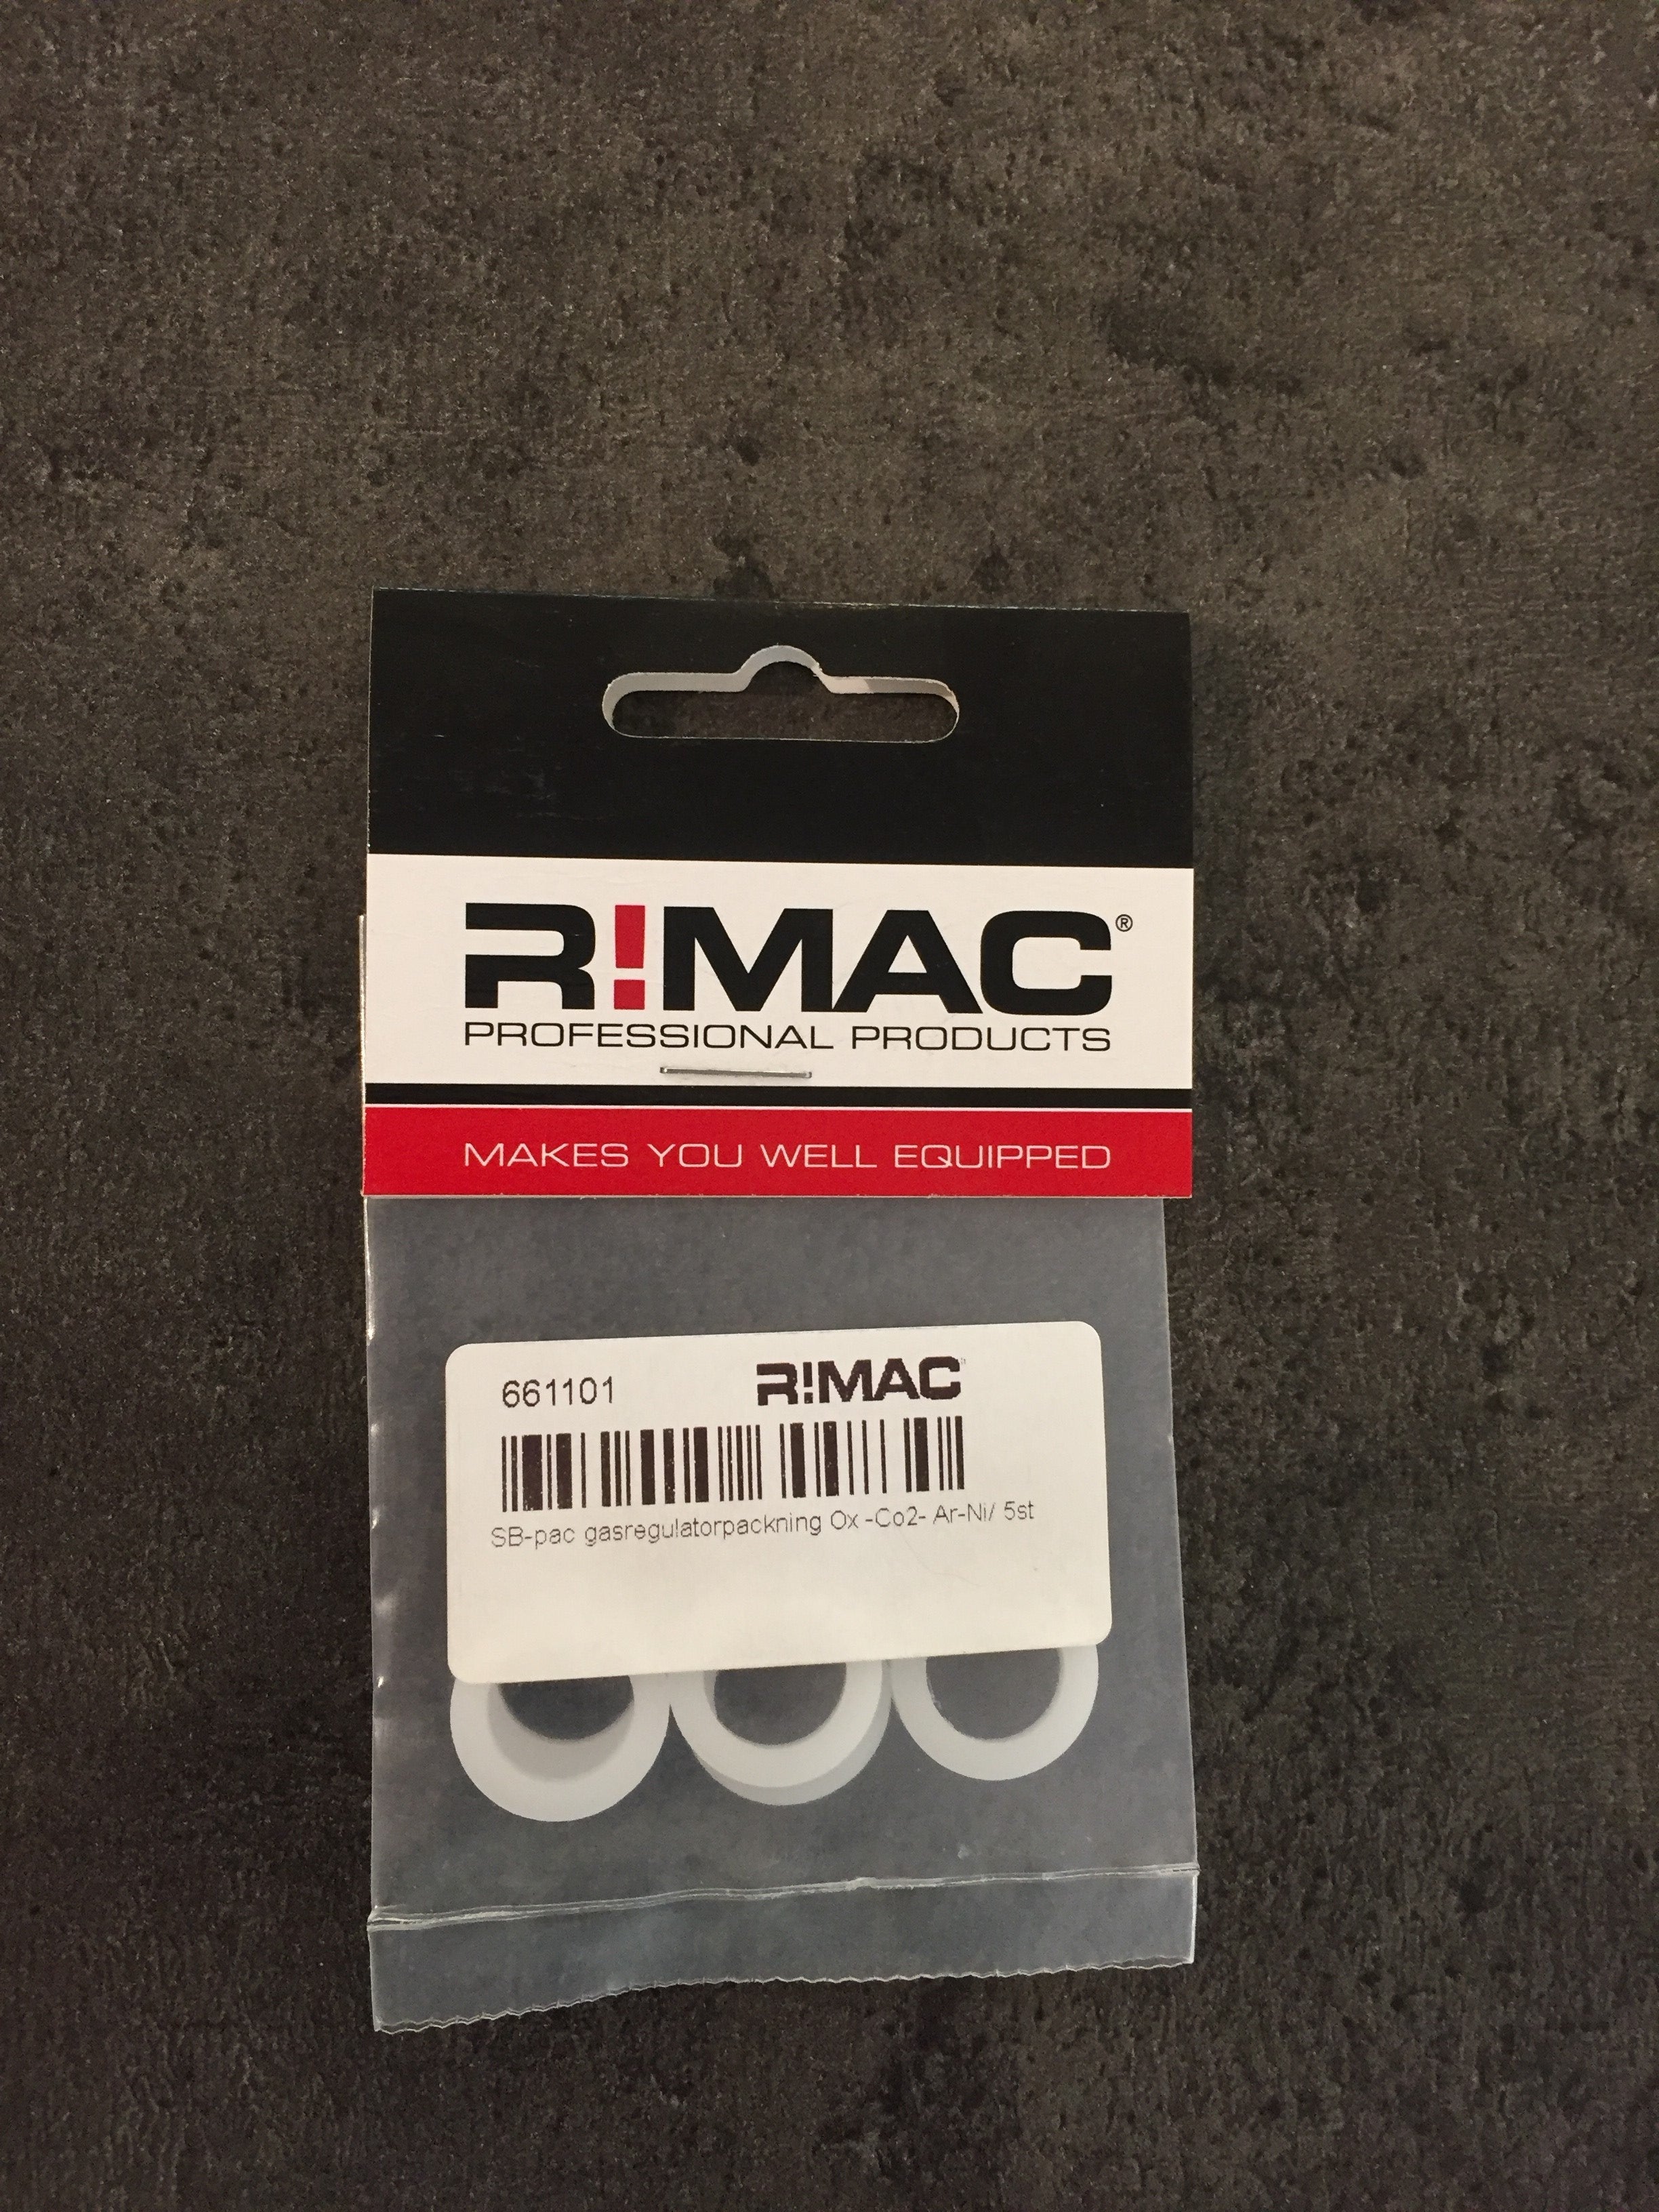 R!MAC®
PROFESSIONAL PRODUCTS
MAKES YOU WELL EQUIPPED
661101 R!MAC
SB-pac gasregulatorpackning Ox -Co2- Ar-Ni/ 5st